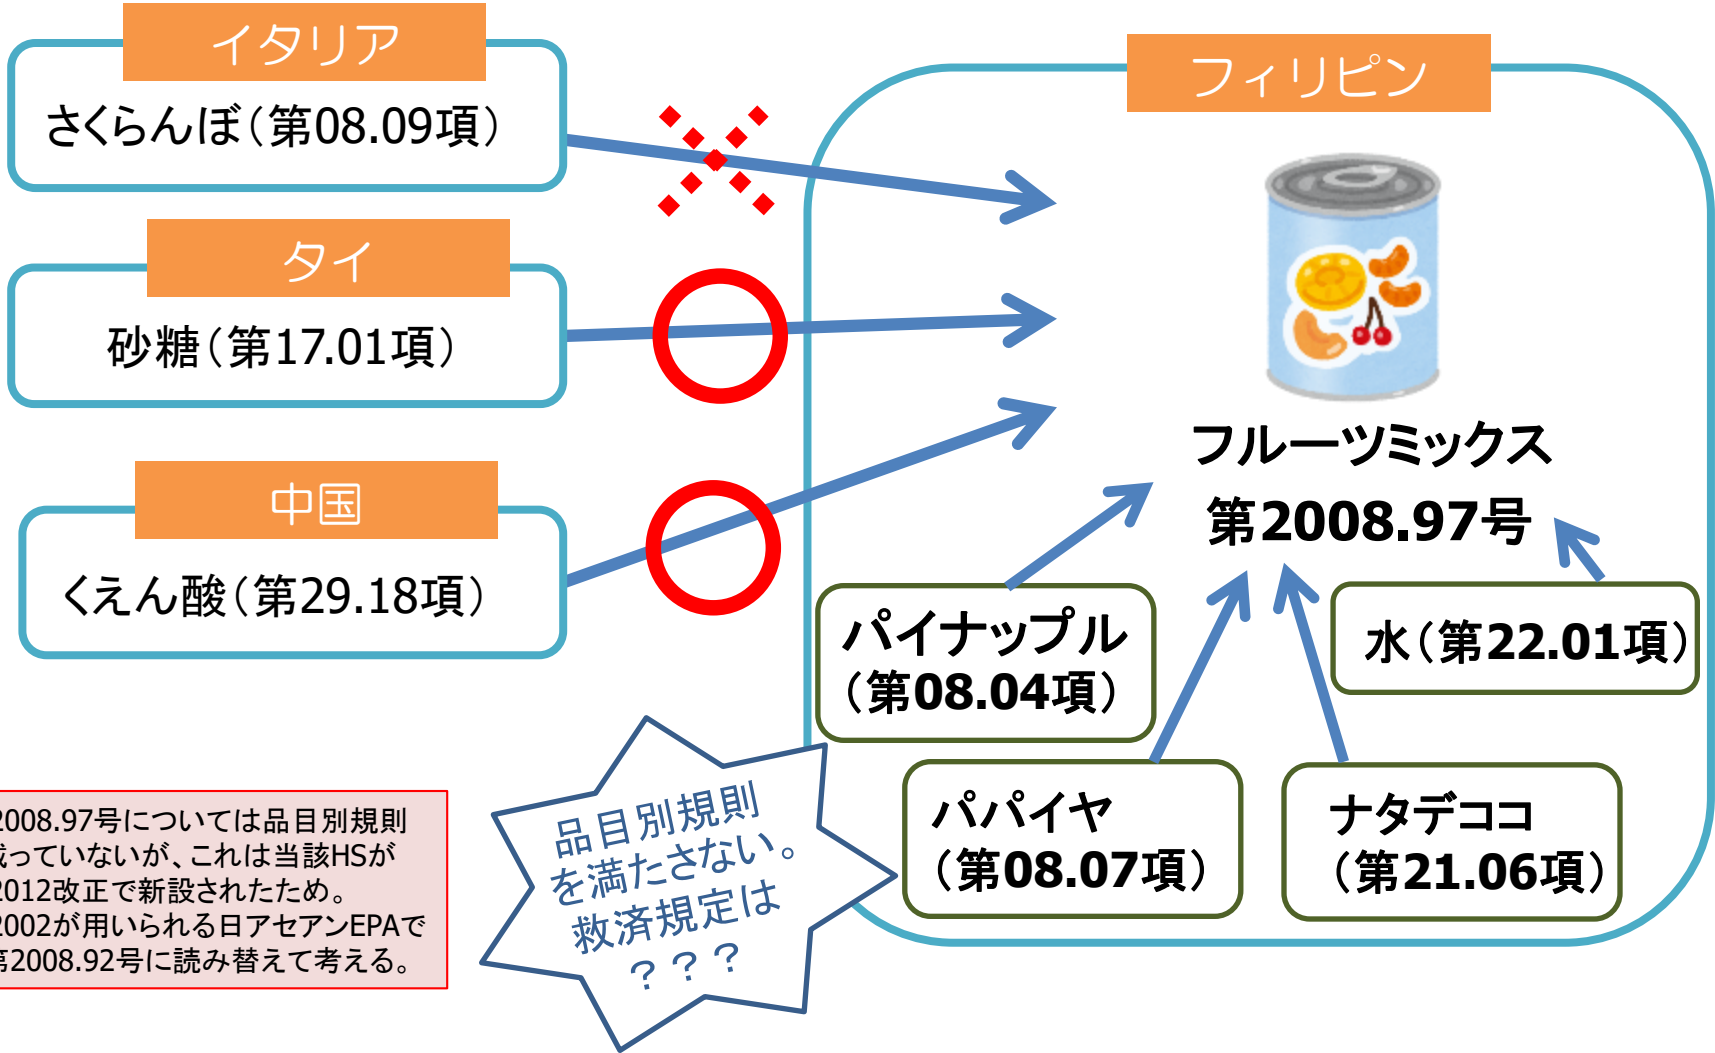 イタリア
さくらんぼ（第08.09項）
タイ
砂糖（第17.01項）
中国
くえん酸（第29.18項）
フィリピン
フルーツミックス
第2008.97号
パイナップル
（第08.04項）
水（第22.01項）
パパイヤ
（第08.07項）
ナタデココ
（第21.06項）
2008.97号については品目別規則
っていないが、これは当該HSが
2012改正で新設されたため。
2002が用いられる日アセアンEPAで
第2008.92号に読み替えて考える。
品目別規則
を満たさない。
救済規定は
？？？